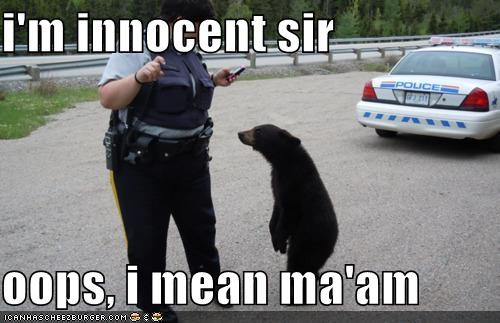 i'm innocent sir
POLICE
oops, i mean ma'am
ICANHASCHEEZBURGER.COM